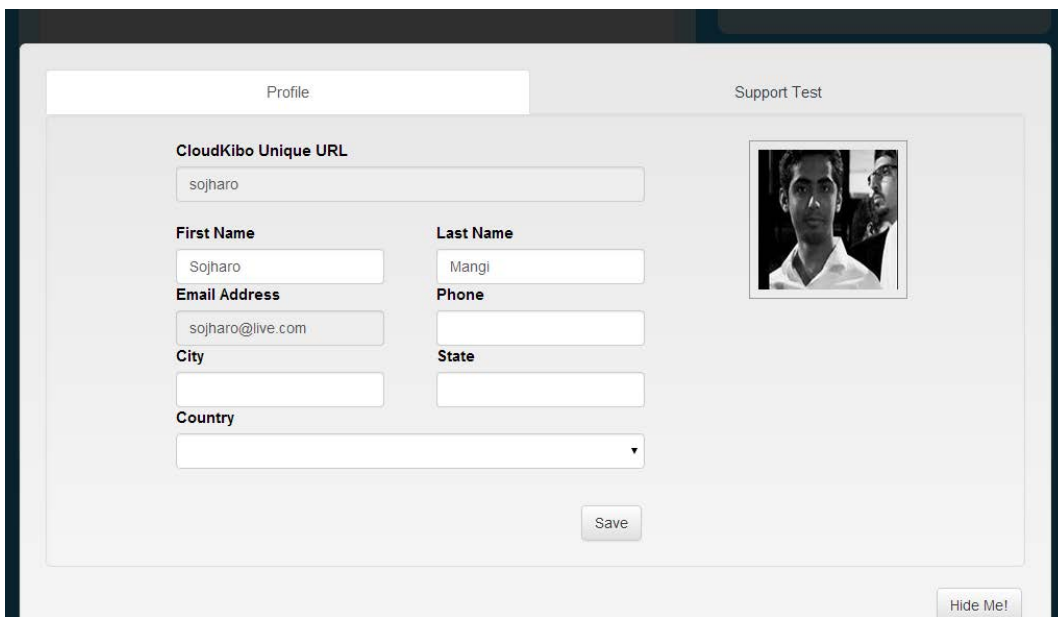 Profile
Support Test
CloudKibo Unique URL
sojharo
First Name
Last Name
Sojharo
Mangi
Email Address
Phone
sojharo@live.com
City
State
Country
Save
Hide Me!